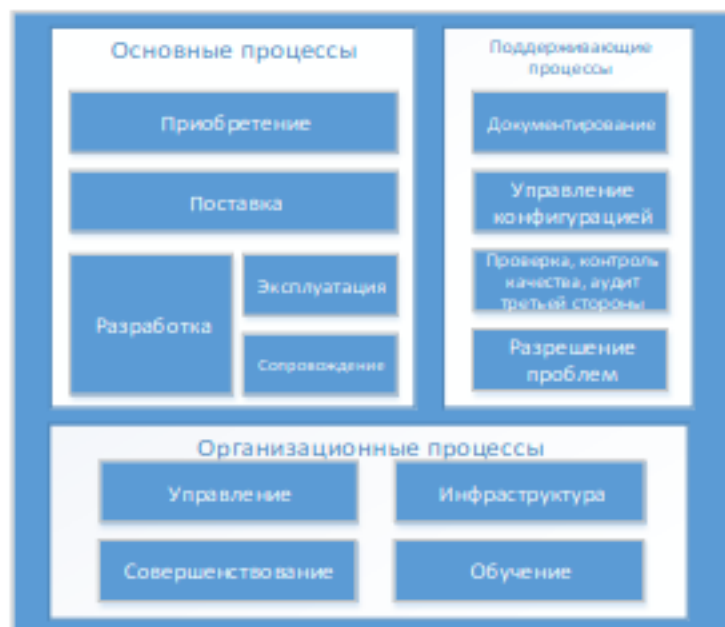 Основные процессы
Приобретение
Поставка
Разработка
Эксплуатация
Сопровождение
Поддерживающие
процессы
Документирование
Управление
конфигурацией
Проверка, контроль
качества, аудит
третьей стороны
Разрешение
проблем
Организационные процессы
Управление
Инфраструктура
Совершенствование
Обучение